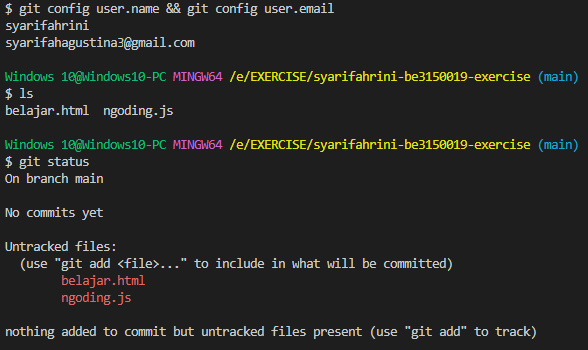 $ git config user.name && git config user.email
syarifahrini
syarifahagustina3@gmail.com
Windows 10@Windows10-PC MINGW64 /e/EXERCISE/syarifahrini-be3150019-exercise (main)
$ ls
belajar.html  ngoding.js
Windows 10@Windows10-PC MINGW64 /e/EXERCISE/syarifahrini-be3150019-exercise (main)
$ git status
On branch main
No commits yet
Untracked files:
  (use "git add <file>..." to include in what will be committed)
        belajar.html
        ngoding.js
nothing added to commit but untracked files present (use "git add" to track)